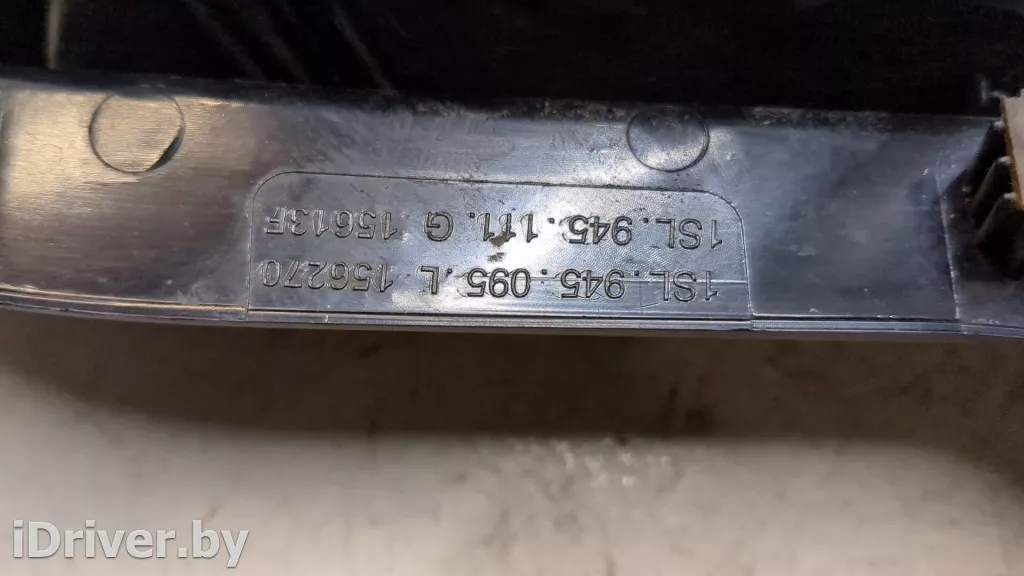 1SL. 945. 095. L 156270
1SL. 945. 111. G 15613F
iDriver.by